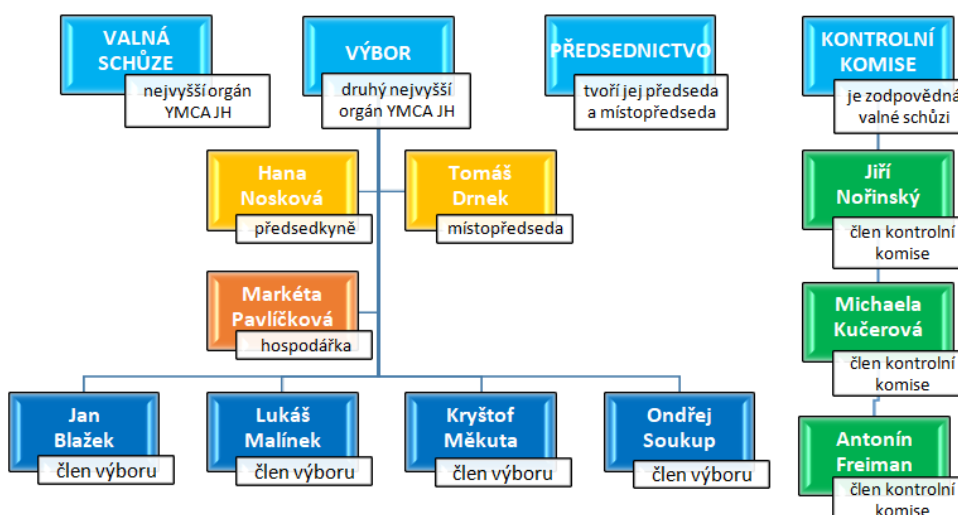 VALNÁ
SCHŮZE
nejvyšší orgán
YMCA JH
VÝBOR
druhý nejvyšší
orgán YMCA JH
PŘEDSEDNICTVO
tvoří jej předseda
a místopředseda
KONTROLNÍ
KOMISE
je zodpovědná
valné schůzi
Hana
Nosková
předsedkyně
Tomáš
Drnek
místopředseda
Jiří
Nořinský
člen kontrolní
komise
Markéta
Pavlíčková
hospodářka
Michaela
Kučerová
člen kontrolní
komise
Jan
Blažek
člen výboru
Lukáš
Malínek
člen výboru
Kryštof
Měkuta
člen výboru
Ondřej
Soukup
člen výboru
Antonín
Freiman
člen kontrolní
komise